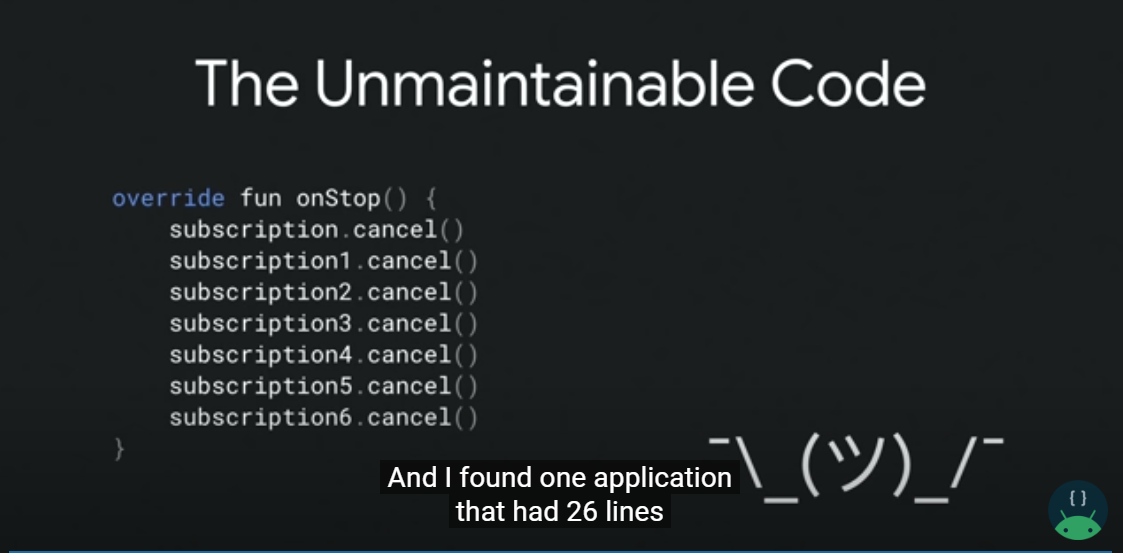 The Unmaintainable Code
override fun onStop() {
    subscription.cancel()
    subscription1.cancel()
    subscription2.cancel()
    subscription3.cancel()
    subscription4.cancel()
    subscription5.cancel()
    subscription6.cancel()
}
¯\_(ツ)_/¯
And I found one application
that had 26 lines
{ }